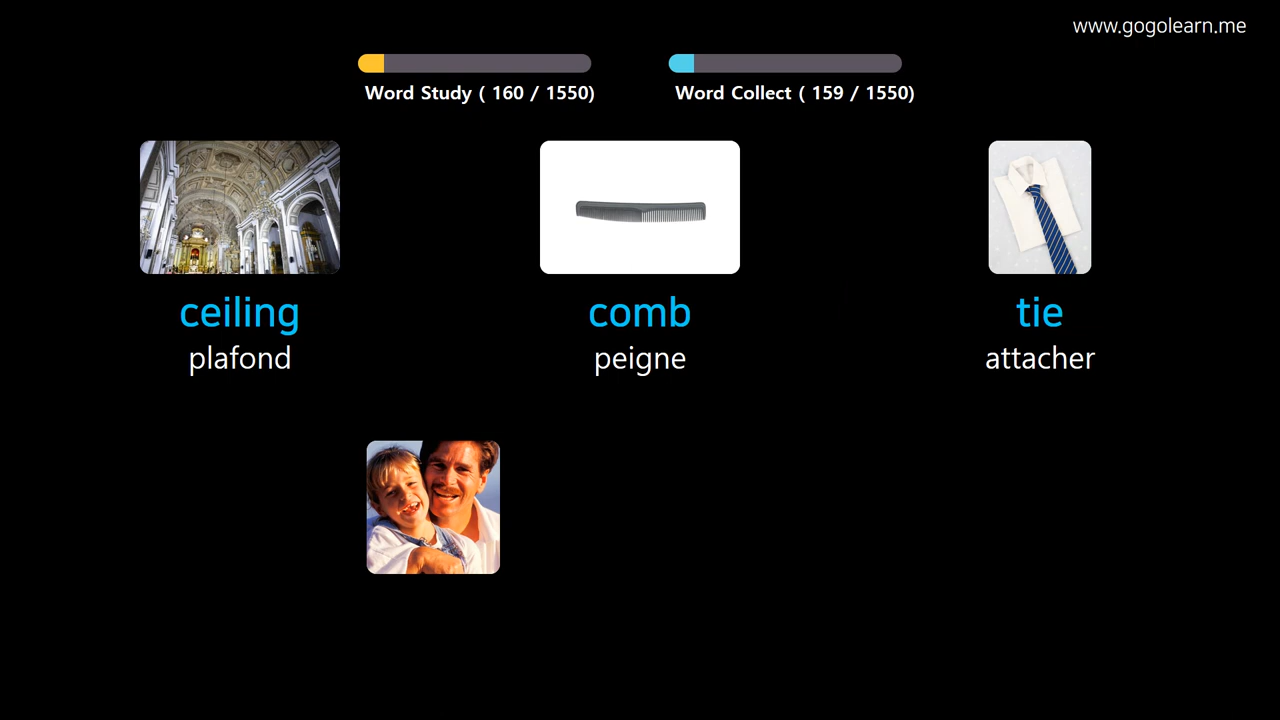 www.gogolearn.me
Word Study ( 160 / 1550)
Word Collect ( 159 / 1550)
ceiling
plafond
comb
peigne
tie
attacher